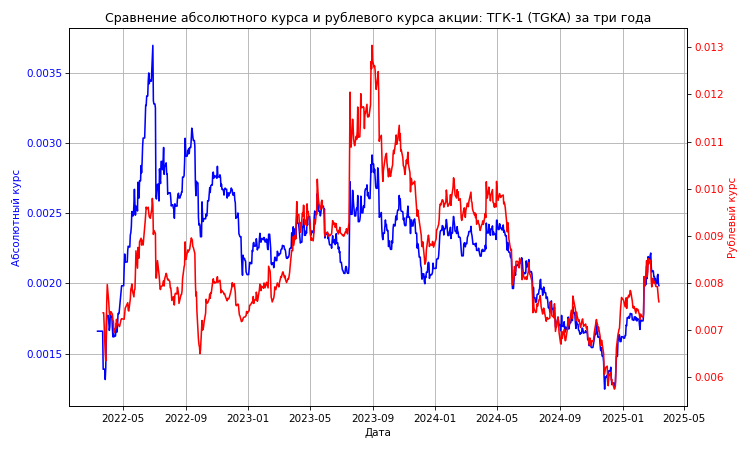 Сравнение абсолютного курса и рублевого курса акции: ТГК-1 (TGKA) за три года
Абсолютный курс
0.0035
0.0030
0.0025
0.0020
0.0015
0.013
0.012
0.011
0.010
0.009
0.008
0.007
0.006
Рублевый курс
2022-05 2022-09 2023-01 2023-05 2023-09 2024-01 2024-05 2024-09 2025-01 2025-05
Дата